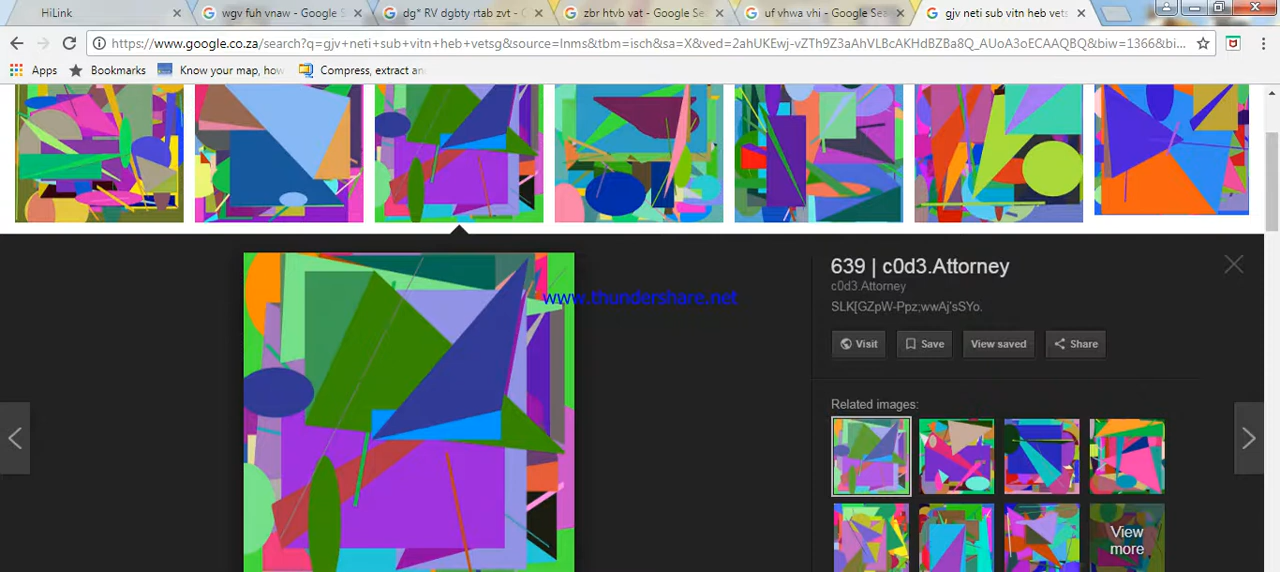 HiLink
wgv fuh vnaw - Google S
dg* RV dgbty rtab zvt - G
zbr htvb vat - Google Sea
uf vhwa vhi - Google Sea
gjv neti sub vitn heb vets
https://www.google.co.za/search?q=gjv+neti+sub+vitn+heb+vetsg&source=lnms&tbm=isch&sa=X&ved=2ahUKEwj-vZTh9Z3aAhVLBcAKHdBZBa8Q_AUoA3oECAAQBQ&biw=1366&bi...
Apps
Bookmarks
Know your map, how
Compress, extract an
639 | c0d3.Attorney
c0d3.Attorney
www.thundershare.net
SLK[GZpW-Ppz;wwAj'sSYo.
Visit
Save
View saved
Share
Related images:
View
more